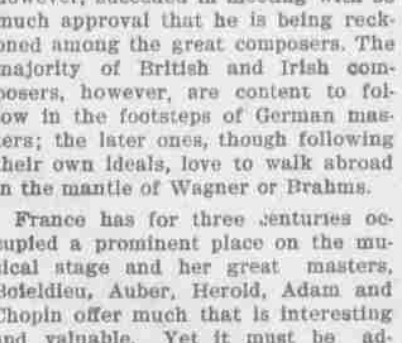 much approval that he is being reck-
oned among the great composers. The
majority of British and Irish com-
posers, however, are content to fol-
low in the footsteps of German mas-
ters; the later ones, though following
their own ideals, love to walk abroad
in the mantle of Wagner or Brahms.
France has for three centuries oc-
cupied a prominent place on the mu-
sical stage and her great masters,
Boieldieu, Auber, Herold, Adam and
Chopin offer much that is interesting
and valuable. Yet it must be ad-